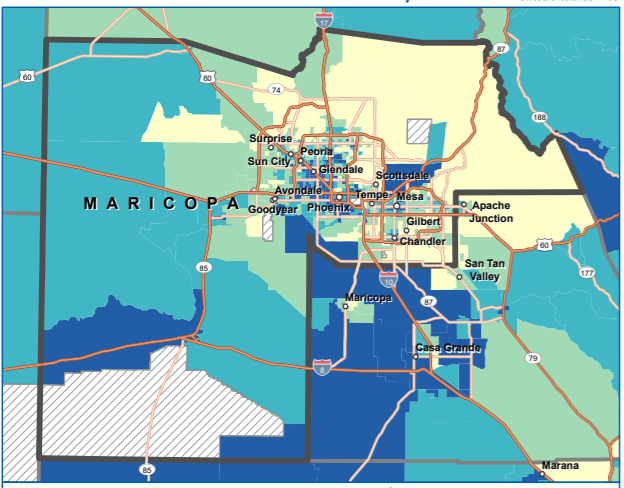 17
87
60
60
74
188
Surprise
Peoria
Sun City
Glendale
Scottsdale
Avondale
Tempe
Mesa
MARICOPA
Goodyear
Phoenix
Apache
Junction
Gilbert
Chandler
60
85
San Tan
Valley
177
10
Maricopa
87
Casa Grande
79
8
Marana
85